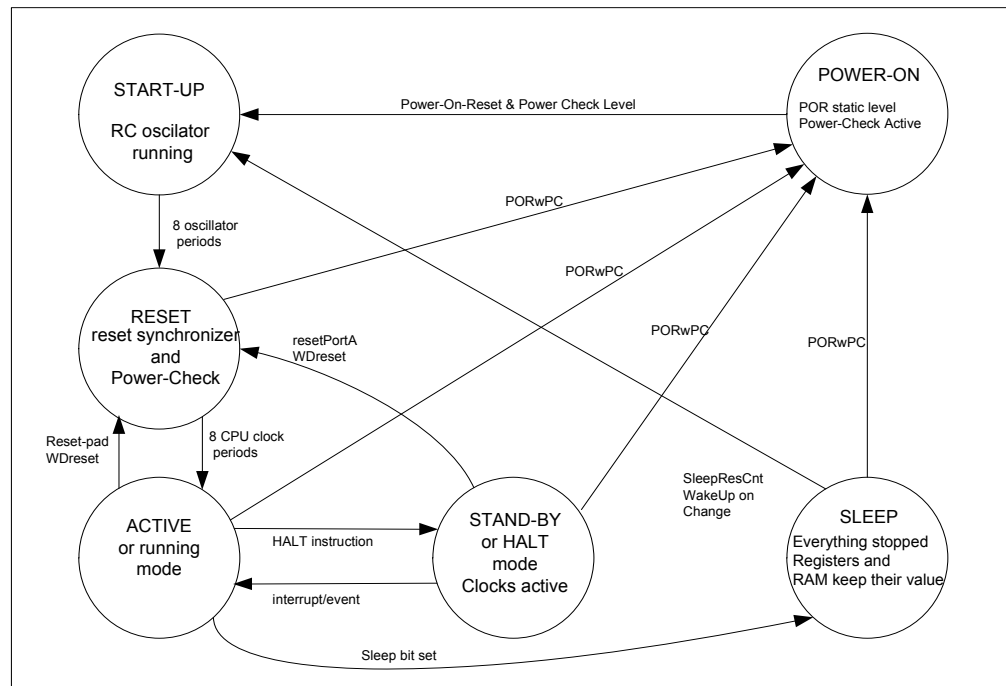 START-UP
RC oscilator
running
Power-On-Reset & Power Check Level
POWER-ON
POR static level
Power-Check Active
8 oscillator
periods
PORwPC
PORwPC
PORwPC
PORwPC
RESET
reset synchronizer
and
Power-Check
resetPortA
WDreset
Reset-pad
WDreset
8 CPU clock
periods
ACTIVE
or running
mode
HALT instruction
interrupt/event
STAND-BY
or HALT
mode
Clocks active
SleepResCnt
WakeUp on
Change
SLEEP
Everything stopped
Registers and
RAM keep their value
Sleep bit set